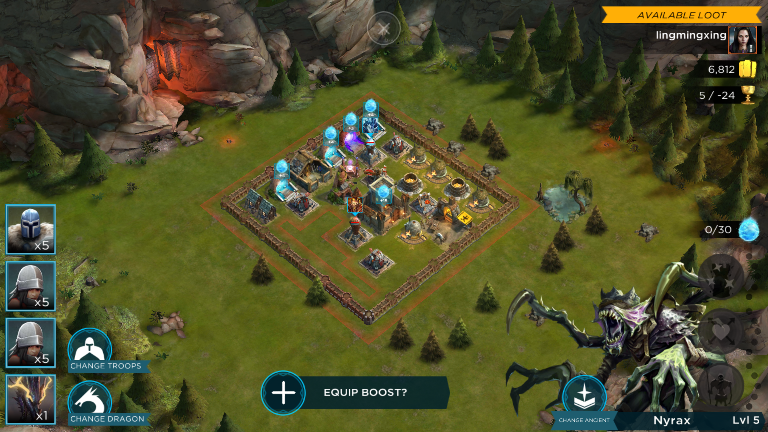 AVAILABLE LOOT
lingmingxing
6,812
5 / -24
0/30
x5
x5
x5
x1
CHANGE TROOPS
CHANGE DRAGON
EQUIP BOOST?
CHANGE ANCIENT
Nyrax
Lvl 5